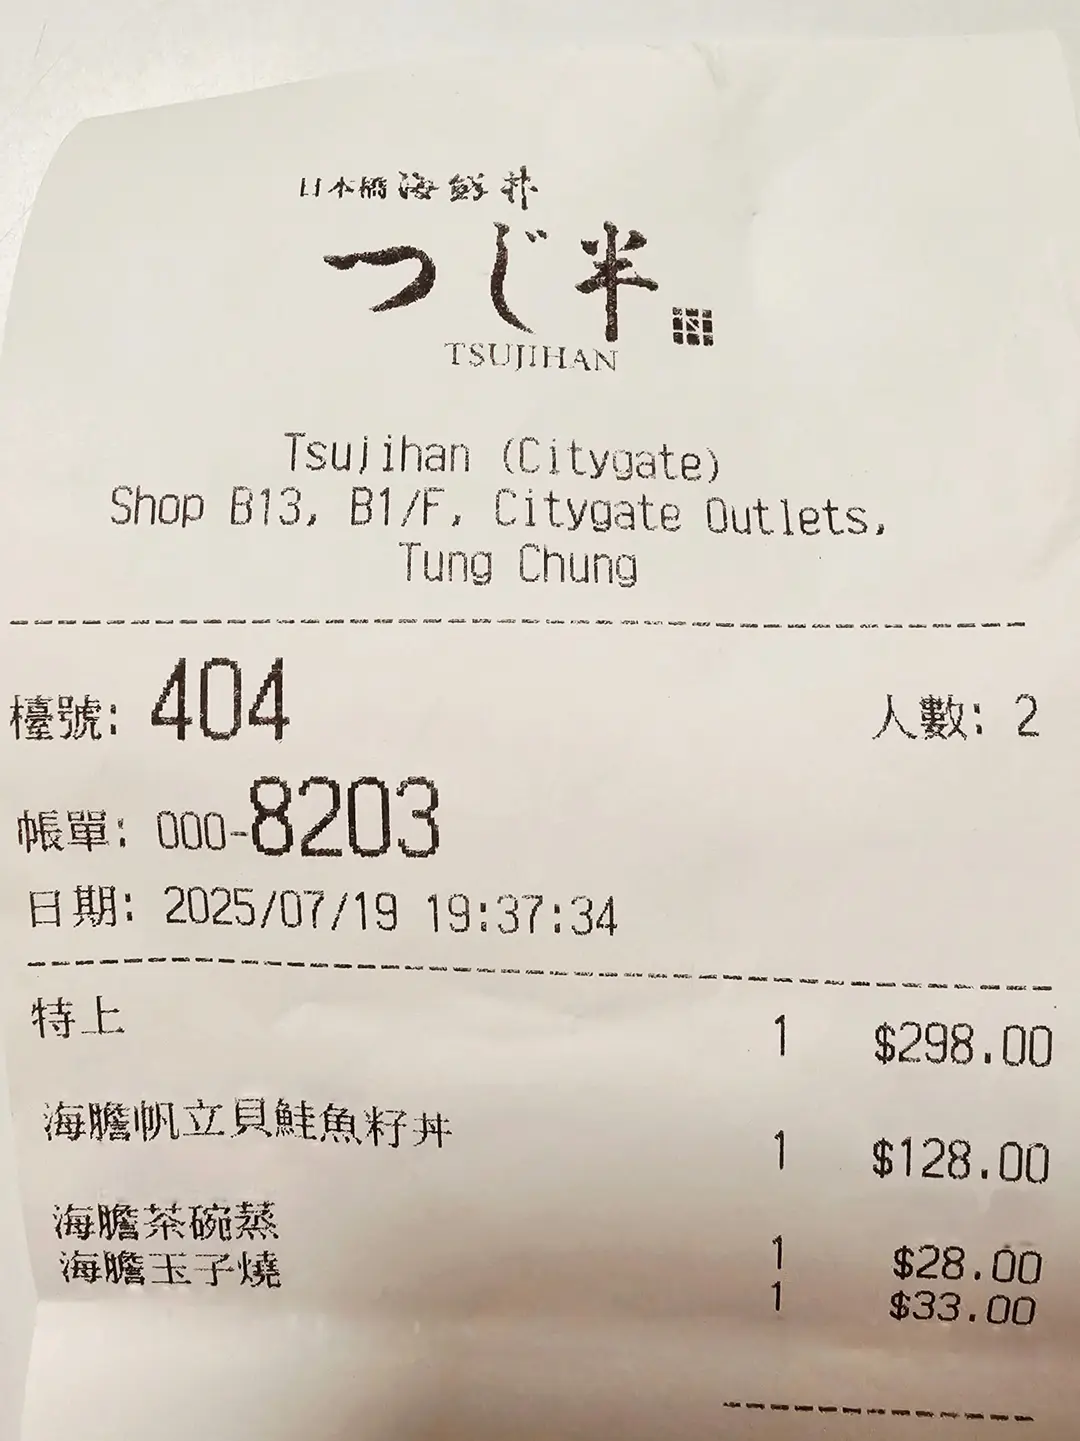 日本橋海鮮丼
つじ半
TSUJIHAN
Tsujihan (Citygate)
Shop B13, B1/F, Citygate Outlets,
Tung Chung
檯號: 404 人數: 2
帳單: 000-8203
日期: 2025/07/19 19:37:34
特上 1 $298.00
海膽帆立貝鮭魚籽丼 1 $128.00
海膽茶碗蒸 1 $28.00
海膽玉子燒 1 $33.00